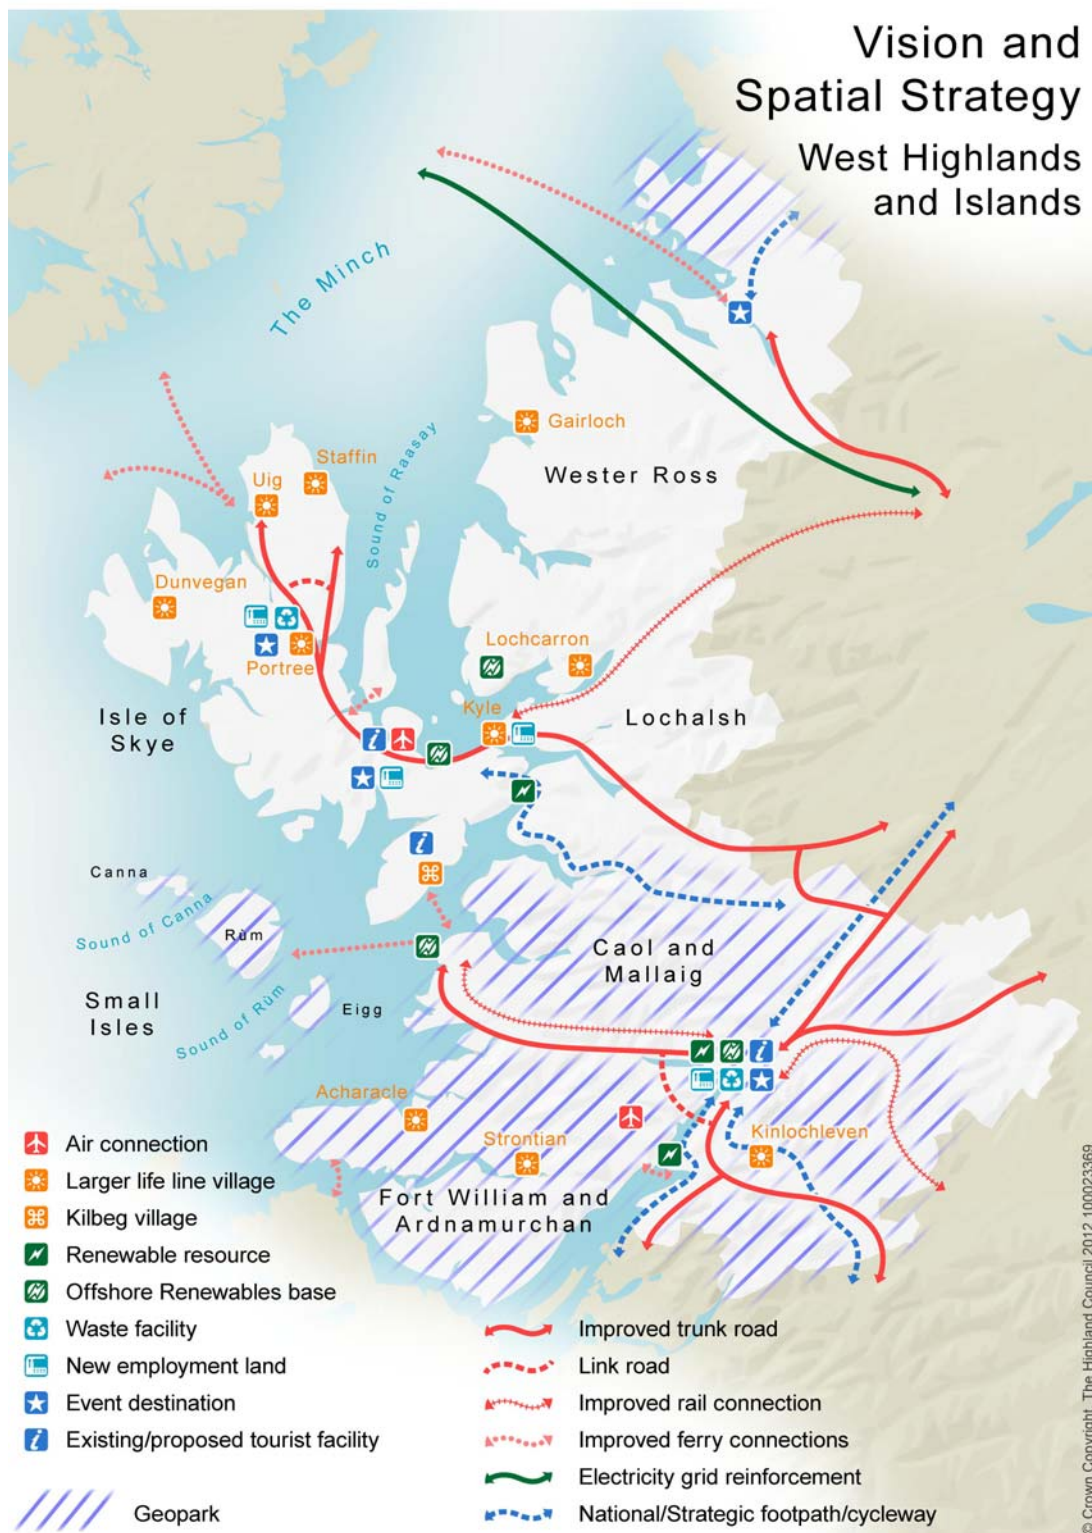 Vision and
Spatial Strategy
West Highlands
and Islands
The Minch
Gairloch
Wester Ross
Sound of Raasay
Staffin
Uig
Dunvegan
Portree
Lochcarron
Kyle
Lochalsh
Isle of
Skye
Canna
Sound of Canna
Rùm
Caol and
Mallaig
Small
Isles
Sound of Rùm
Eigg
Acharacle
Strontian
Kinlochleven
Fort William and
Ardnamurchan
Air connection
Larger life line village
Kilbeg village
Renewable resource
Offshore Renewables base
Waste facility
New employment land
Event destination
Existing/proposed tourist facility
Geopark
Improved trunk road
Link road
Improved rail connection
Improved ferry connections
Electricity grid reinforcement
National/Strategic footpath/cycleway
© Crown Copyright. The Highland Council 2012 100023369